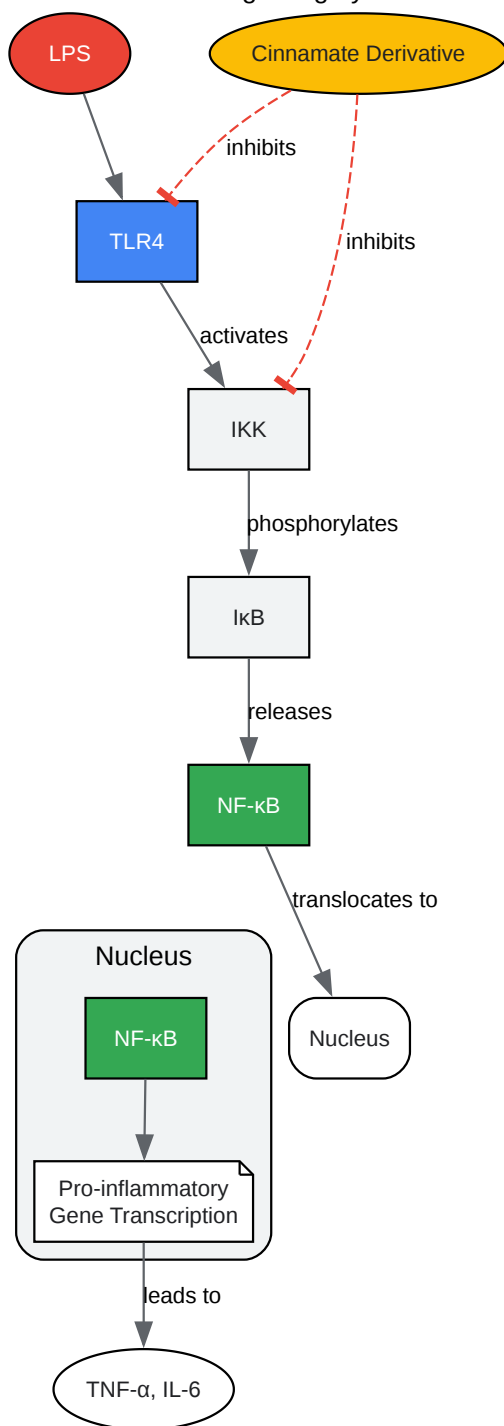 LPS
Cinnamate Derivative
inhibits
TLR4
inhibits
activates
IKK
phosphorylates
IκB
releases
NF-κB
translocates to
Nucleus
NF-κB
Nucleus
Pro-inflammatory
Gene Transcription
leads to
TNF-α, IL-6